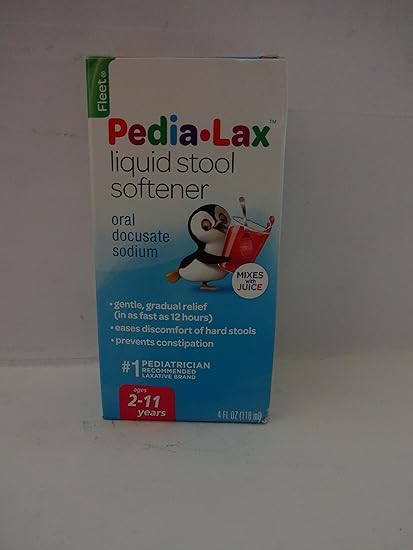 Fleet®
Pedia•Lax™
liquid stool
softener
oral
docusate
sodium
MIXES
with
JUICE
• gentle, gradual relief
(in as fast as 12 hours)
• eases discomfort of hard stools
• prevents constipation
#1 PEDIATRICIAN
RECOMMENDED
LAXATIVE BRAND
ages
2-11
years
4 FL OZ (118 ml)